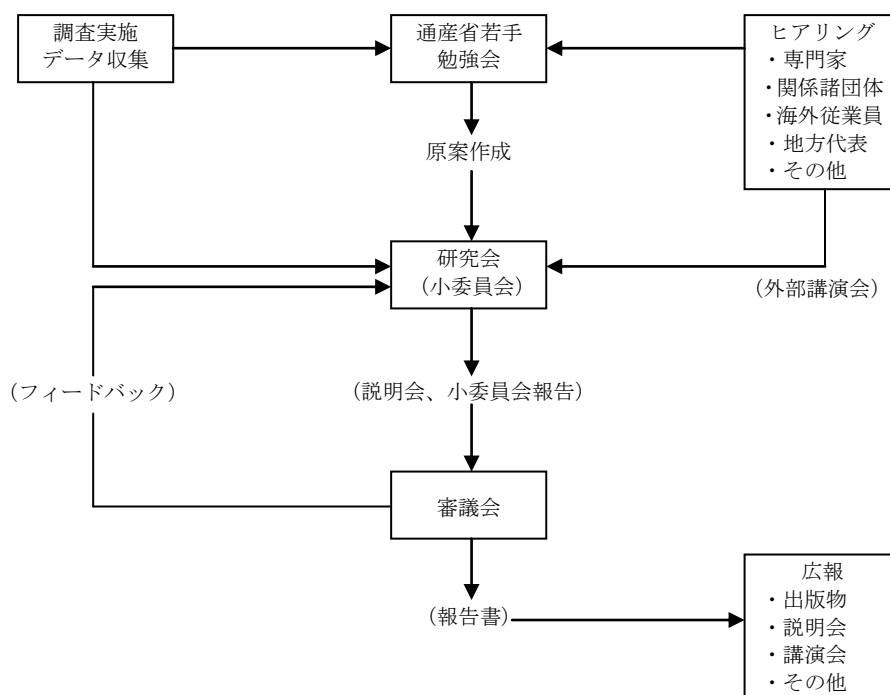 調査実施
データ収集
通産省若手
勉強会
ヒアリング
・専門家
・関係諸団体
・海外従業員
・地方代表
・その他
原案作成
研究会
（小委員会）
（外部講演会）
（フィードバック）
（説明会、小委員会報告）
審議会
（報告書）
広報
・出版物
・説明会
・講演会
・その他